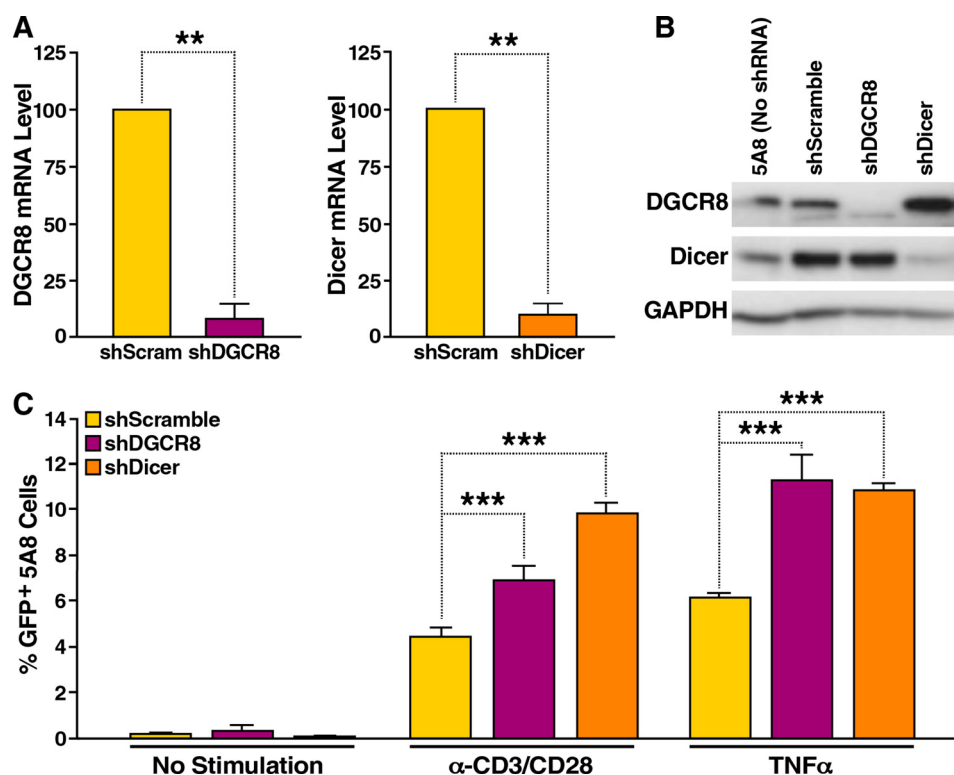 A
DGCR8 mRNA Level
125
100
75
50
25
0
**
shScram shDGCR8
Dicer mRNA Level
125
100
75
50
25
0
**
shScram shDicer
B
5A8 (No shRNA)
shScramble
shDGCR8
shDicer
DGCR8
Dicer
GAPDH
C
% GFP+ 5A8 Cells
14
12
10
8
6
4
2
0
shScramble
shDGCR8
shDicer
***
***
***
***
No Stimulation
α-CD3/CD28
TNFα